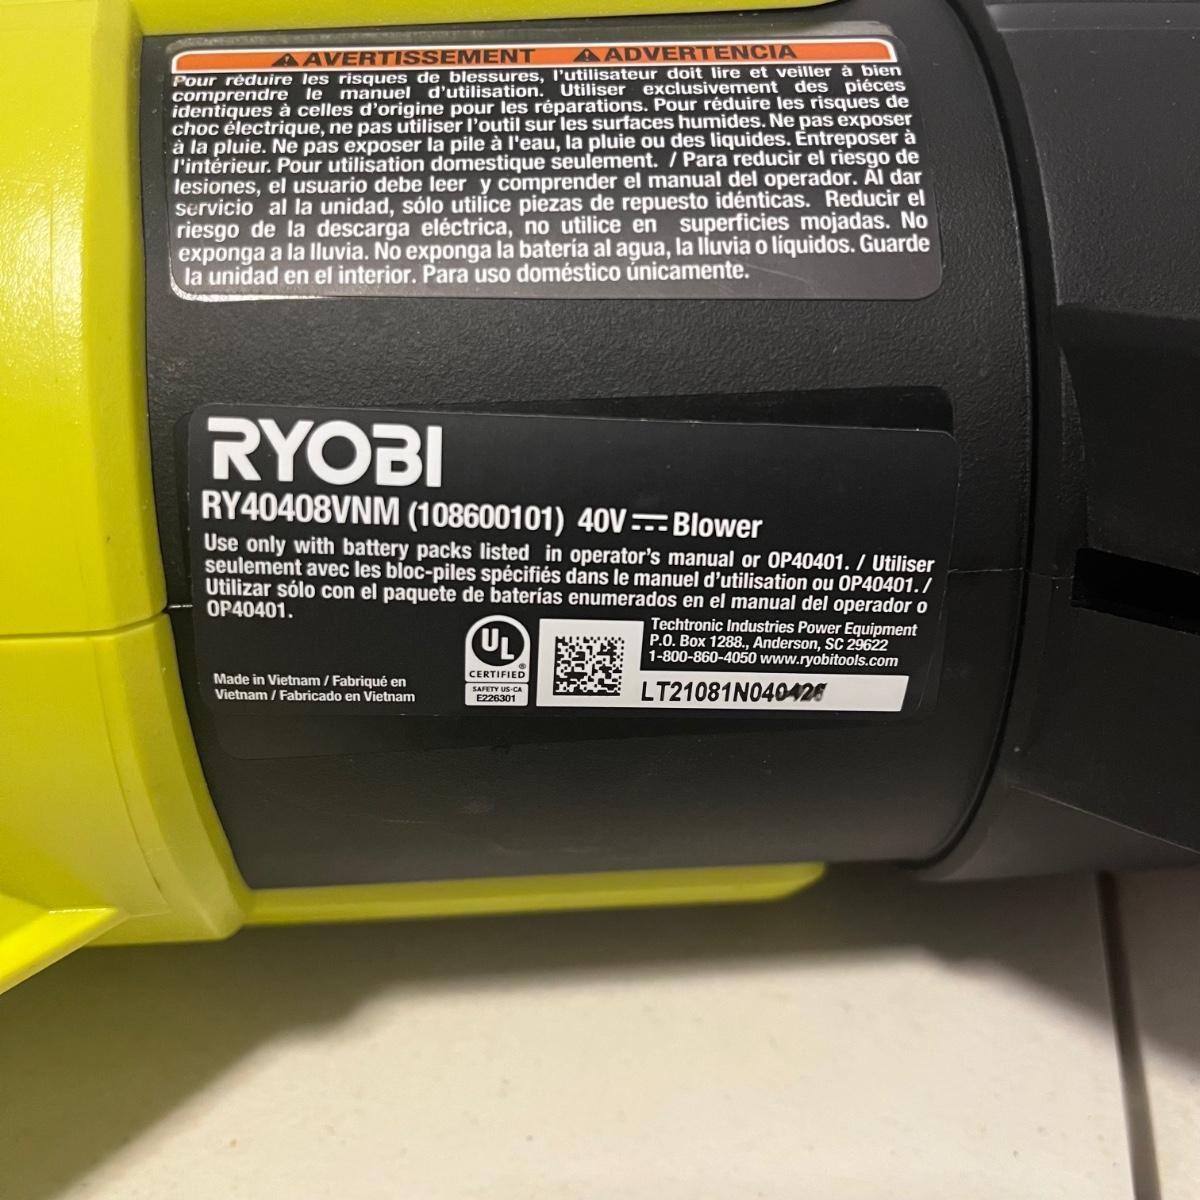 AVERTISSEMENT ADVERTENCIA
Pour réduire les risques de blessures, l'utilisateur doit lire et veiller à bien
comprendre le manuel d'utilisation. Utiliser exclusivement des piéces
identiques à celles d'origine pour les réparations. Pour réduire les risques de
choc électrique, ne pas utiliser l'outil sur les surfaces humides. Ne pas exposer
à la pluie. Ne pas exposer la pile à l'eau, la pluie ou des liquides. Entreposer à
l'intérieur. Pour utilisation domestique seulement. / Para reducir el riesgo de
lesiones, el usuario debe leer y comprender el manual del operador. Al dar
servicio al la unidad, sólo utilice piezas de repuesto idénticas. Reducir el
riesgo de la descarga eléctrica, no utilice en superficies mojadas. No
exponga a la lluvia. No exponga la batería al agua, la lluvia o líquidos. Guarde
la unidad en el interior. Para uso doméstico únicamente.
RYOBI
RY40408VNM (108600101) 40V Blower
Use only with battery packs listed in operator's manual or OP40401. / Utiliser
seulement avec les bloc-piles spécifiés dans le manuel d'utilisation ou OP40401. /
Utilizar sólo con el paquete de baterías enumerados en el manual del operador o
OP40401.
Made in Vietnam / Fabriqué en
Vietnam / Fabricado en Vietnam
UL
®
CERTIFIED
SAFETY US-CA
E226301
Techtronic Industries Power Equipment
P.O. Box 1288., Anderson, SC 29622
1-800-860-4050 www.ryobitools.com